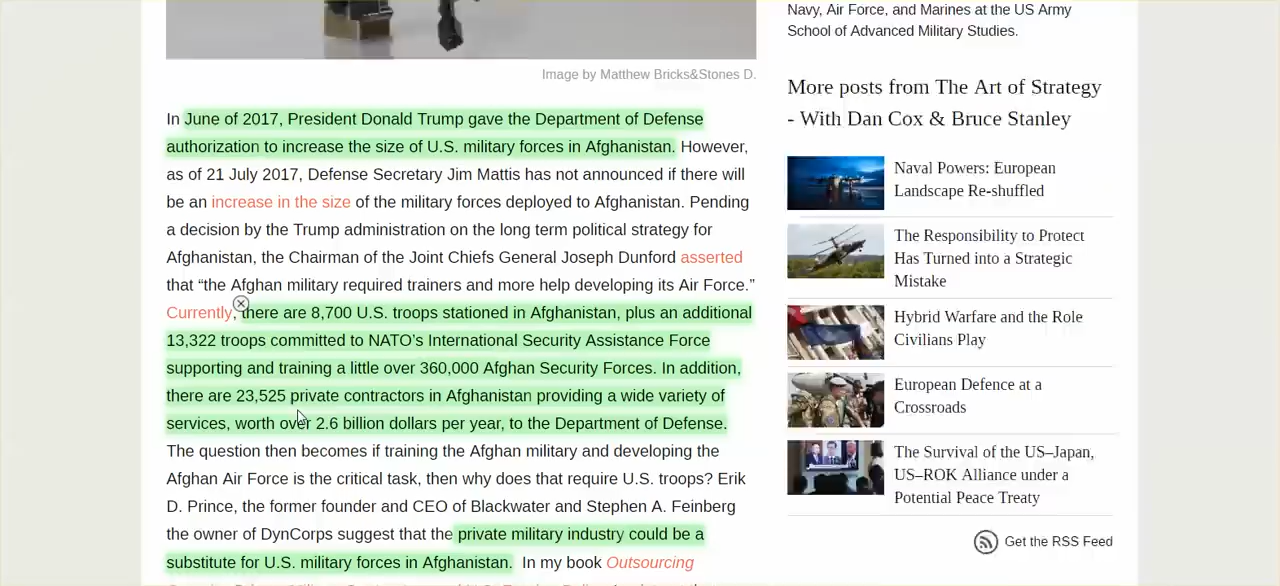 Image by Matthew Bricks&Stones D.
In June of 2017, President Donald Trump gave the Department of Defense
authorization to increase the size of U.S. military forces in Afghanistan. However,
as of 21 July 2017, Defense Secretary Jim Mattis has not announced if there will
be an increase in the size of the military forces deployed to Afghanistan. Pending
a decision by the Trump administration on the long term political strategy for
Afghanistan, the Chairman of the Joint Chiefs General Joseph Dunford asserted
that “the Afghan military required trainers and more help developing its Air Force.”
Currently, there are 8,700 U.S. troops stationed in Afghanistan, plus an additional
13,322 troops committed to NATO’s International Security Assistance Force
supporting and training a little over 360,000 Afghan Security Forces. In addition,
there are 23,525 private contractors in Afghanistan providing a wide variety of
services, worth over 2.6 billion dollars per year, to the Department of Defense.
The question then becomes if training the Afghan military and developing the
Afghan Air Force is the critical task, then why does that require U.S. troops? Erik
D. Prince, the former founder and CEO of Blackwater and Stephen A. Feinberg
the owner of DynCorps suggest that the private military industry could be a
substitute for U.S. military forces in Afghanistan. In my book Outsourcing
Navy, Air Force, and Marines at the US Army
School of Advanced Military Studies.
More posts from The Art of Strategy
- With Dan Cox & Bruce Stanley
Naval Powers: European
Landscape Re-shuffled
The Responsibility to Protect
Has Turned into a Strategic
Mistake
Hybrid Warfare and the Role
Civilians Play
European Defence at a
Crossroads
The Survival of the US–Japan,
US–ROK Alliance under a
Potential Peace Treaty
Get the RSS Feed